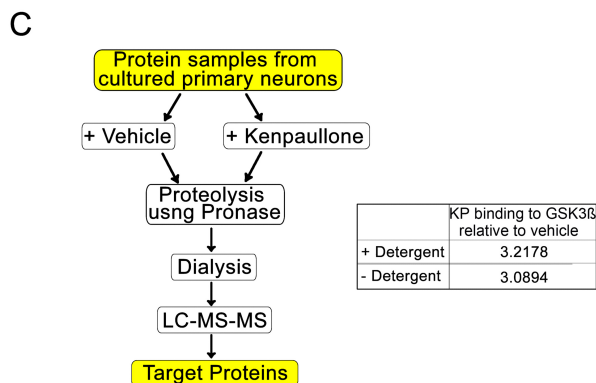 C
Protein samples from
cultured primary neurons
+ Vehicle
+ Kenpaullone
Proteolysis
usng Pronase
Dialysis
LC-MS-MS
Target Proteins
KP binding to GSK3ß
relative to vehicle
+ Detergent 3.2178
- Detergent 3.0894